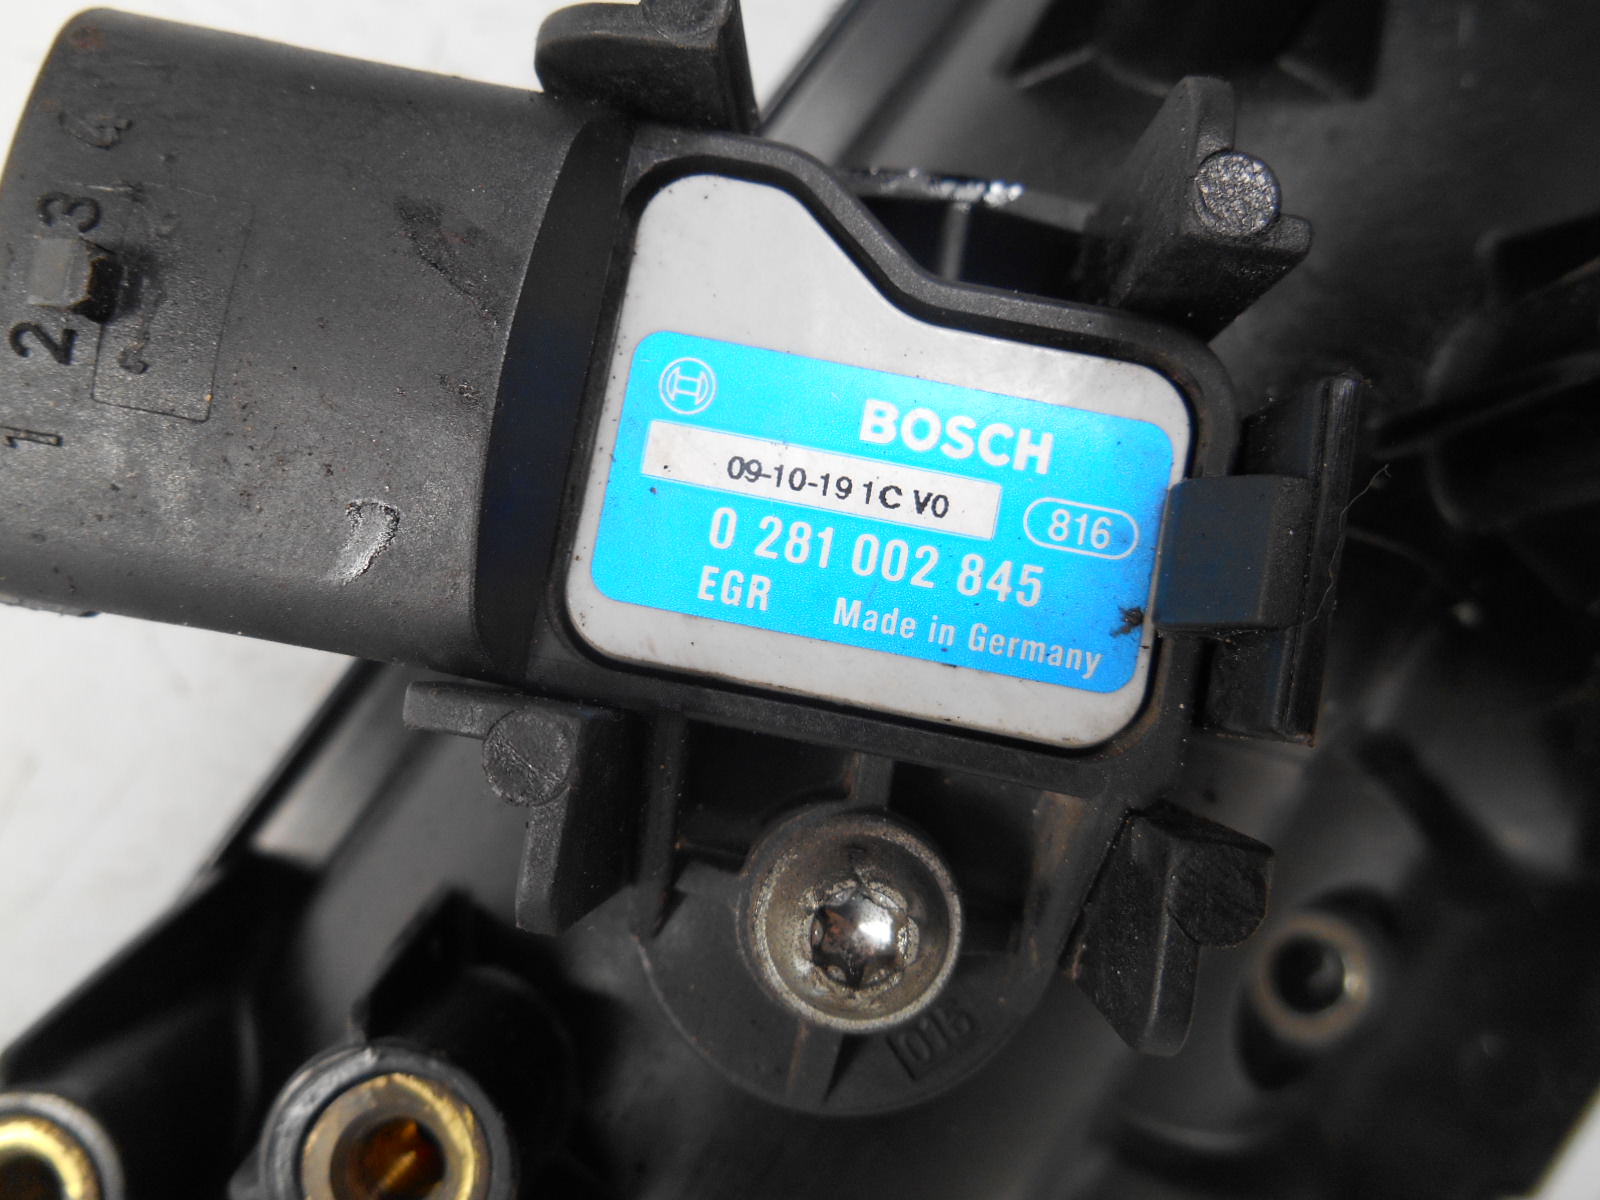 4
3
2
1
BOSCH
09-10-19 1C V0
816
0 281 002 845
EGR Made in Germany